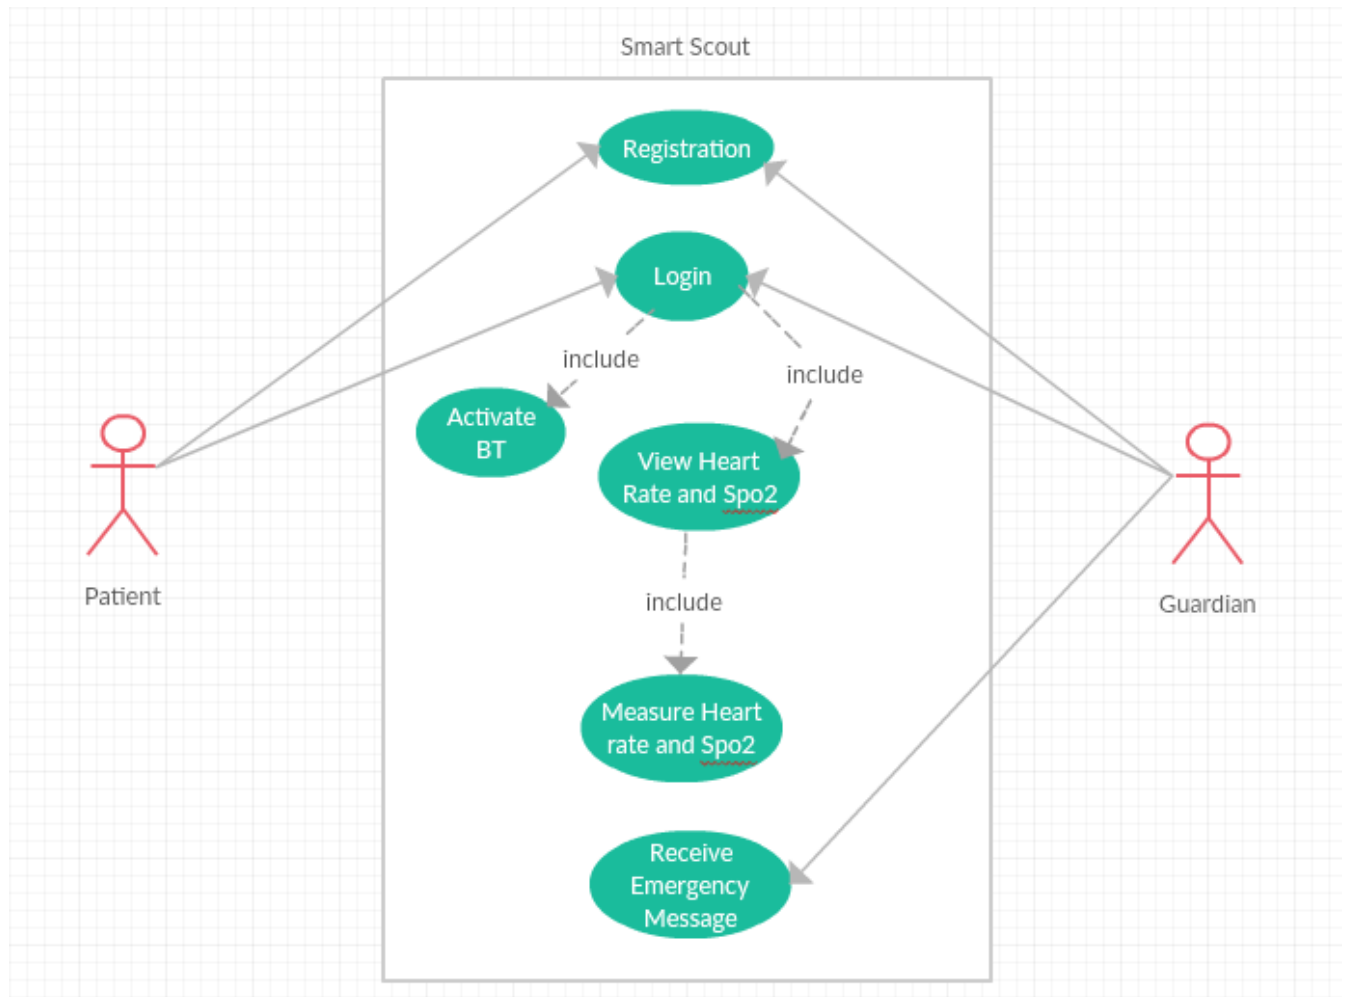 Smart Scout
Registration
Login
include
include
Activate
BT
View Heart
Rate and Spo2
Patient
Guardian
include
Measure Heart
rate and Spo2
Receive
Emergency
Message